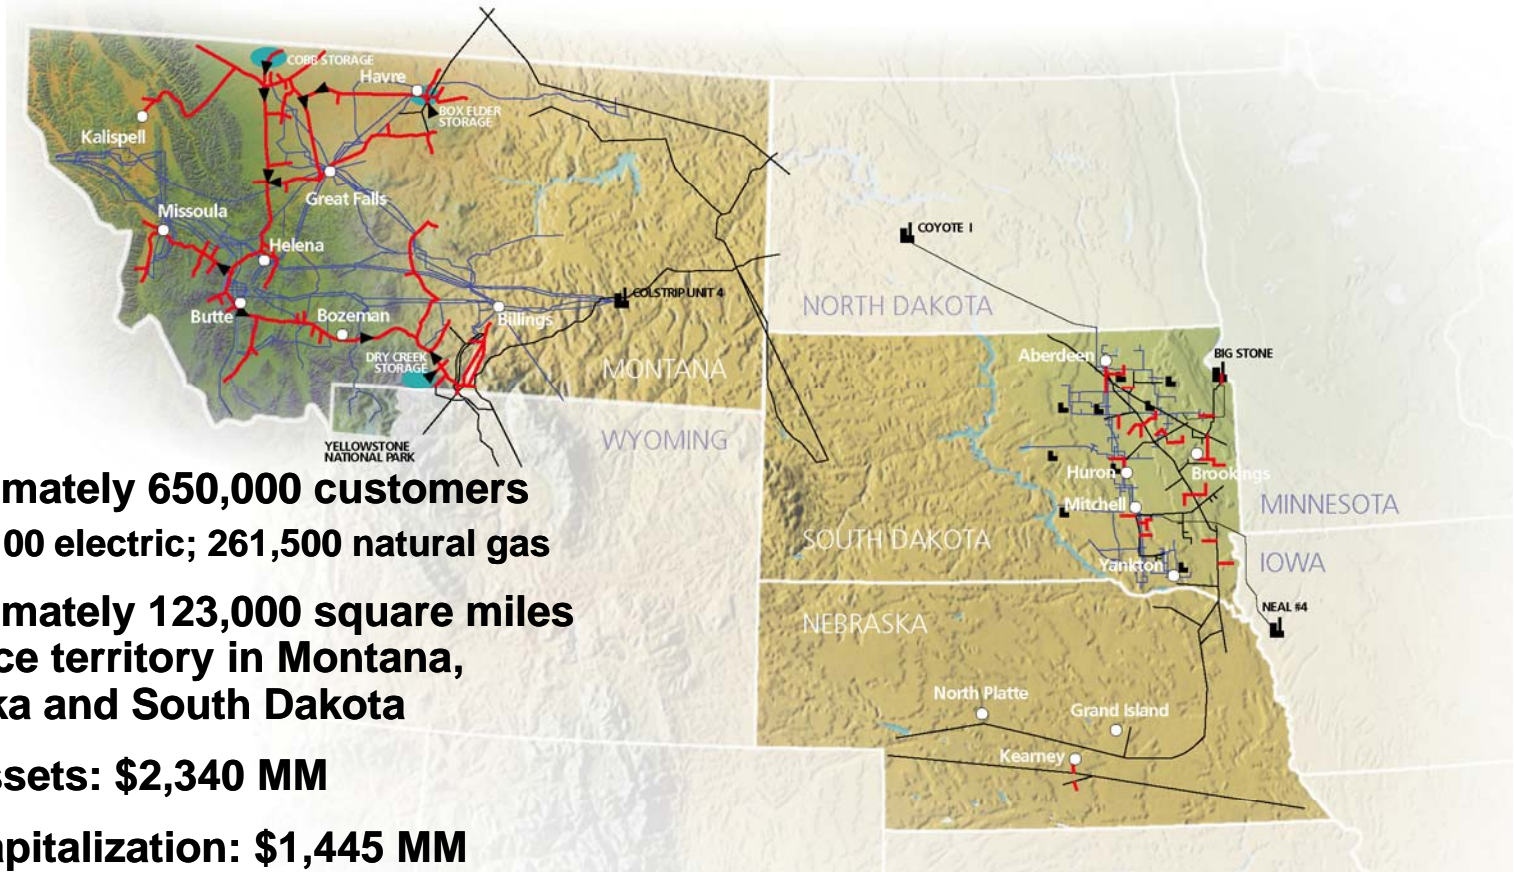 COBB STORAGE
Havre
BOX ELDER
STORAGE
Kalispell
Great Falls
Missoula
Helena
COLSTRIP UNIT 4
Butte
Bozeman
Billings
DRY CREEK
STORAGE
MONTANA
YELLOWSTONE
NATIONAL PARK
WYOMING
COYOTE I
NORTH DAKOTA
Aberdeen
BIG STONE
Huron
Brookings
Mitchell
MINNESOTA
SOUTH DAKOTA
Yankton
IOWA
NEBRASKA
NEAL #4
North Platte
Grand Island
Kearney
mately 650,000 customers
00 electric; 261,500 natural gas
mately 123,000 square miles
ce territory in Montana,
ka and South Dakota
ssets: $2,340 MM
apitalization: $1,445 MM